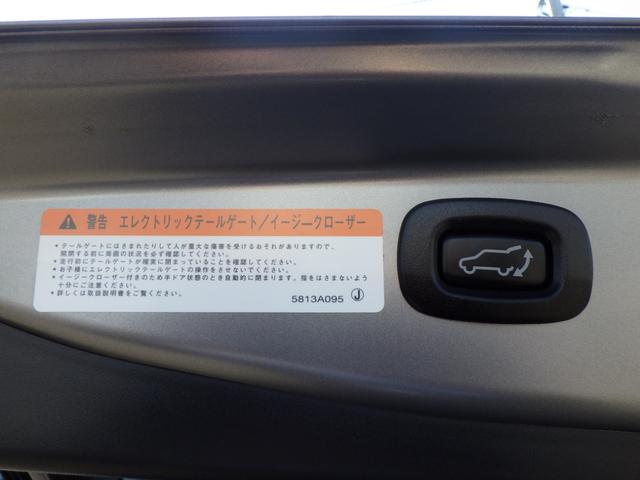 警告 エレクトリックテールゲート/イージークローザー
•テールゲートにはさまれたりして人が重大な傷害を受けるおそれがありますので、
開閉する前に周囲の状況を必ず確認してください。
•走行前にテールゲートが確実に閉まっていることを確認してください。
•お子様にエレクトリックテールゲートの操作をさせないでください。
•イージークローザー付きのため半ドア状態のとき自動的に閉まります。指をはさまないよう
十分にご注意ください。
•詳しくは取扱説明書をご覧ください。
5813A095 J